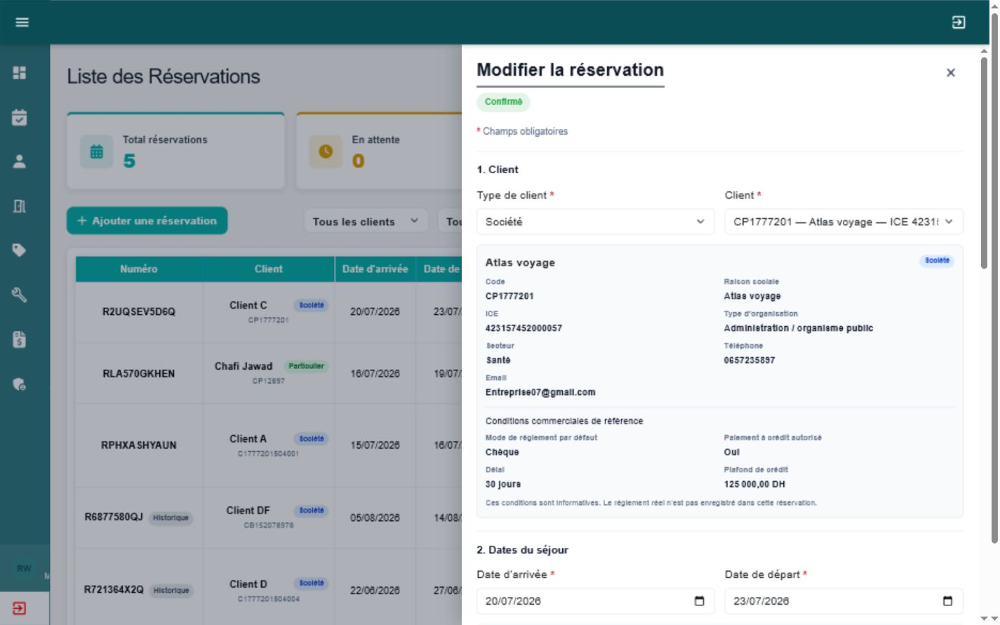 Liste des Réservations
Total réservations
5
En attente
0
+ Ajouter une réservation
Tous les clients
Tou
Numéro Client Date d'arrivée Date de
R2UQSEV5D6Q Client C Société 20/07/2026 23/07/
CP1777201
RLA570GKHEN Chafi Jawad Particulier 16/07/2026 19/07/
CP12897
RPHXASHYAUN Client A Société 15/07/2026 16/07/
C1777201504001
R6877580QJ Historique Client DF Société 05/08/2026 14/08/
CB152078976
R721364X2Q Historique Client D Société 22/06/2026 27/06/
C1777201504004
RW
M
Modifier la réservation
×
Confirmé
* Champs obligatoires
1. Client
Type de client * Client *
Société CP1777201 — Atlas voyage — ICE 4231
Atlas voyage Société
Code Raison sociale
CP1777201 Atlas voyage
ICE Type d'organisation
423157452000057 Administration / organisme public
Secteur Téléphone
Santé 0657235897
Email
Entreprise07@gmail.com
Conditions commerciales de référence
Mode de règlement par défaut Paiement à crédit autorisé
Chèque Oui
Délai Plafond de crédit
30 jours 125 000,00 DH
Ces conditions sont informatives. Le règlement réel n'est pas enregistré dans cette réservation.
2. Dates du séjour
Date d'arrivée * Date de départ *
20/07/2026 23/07/2026